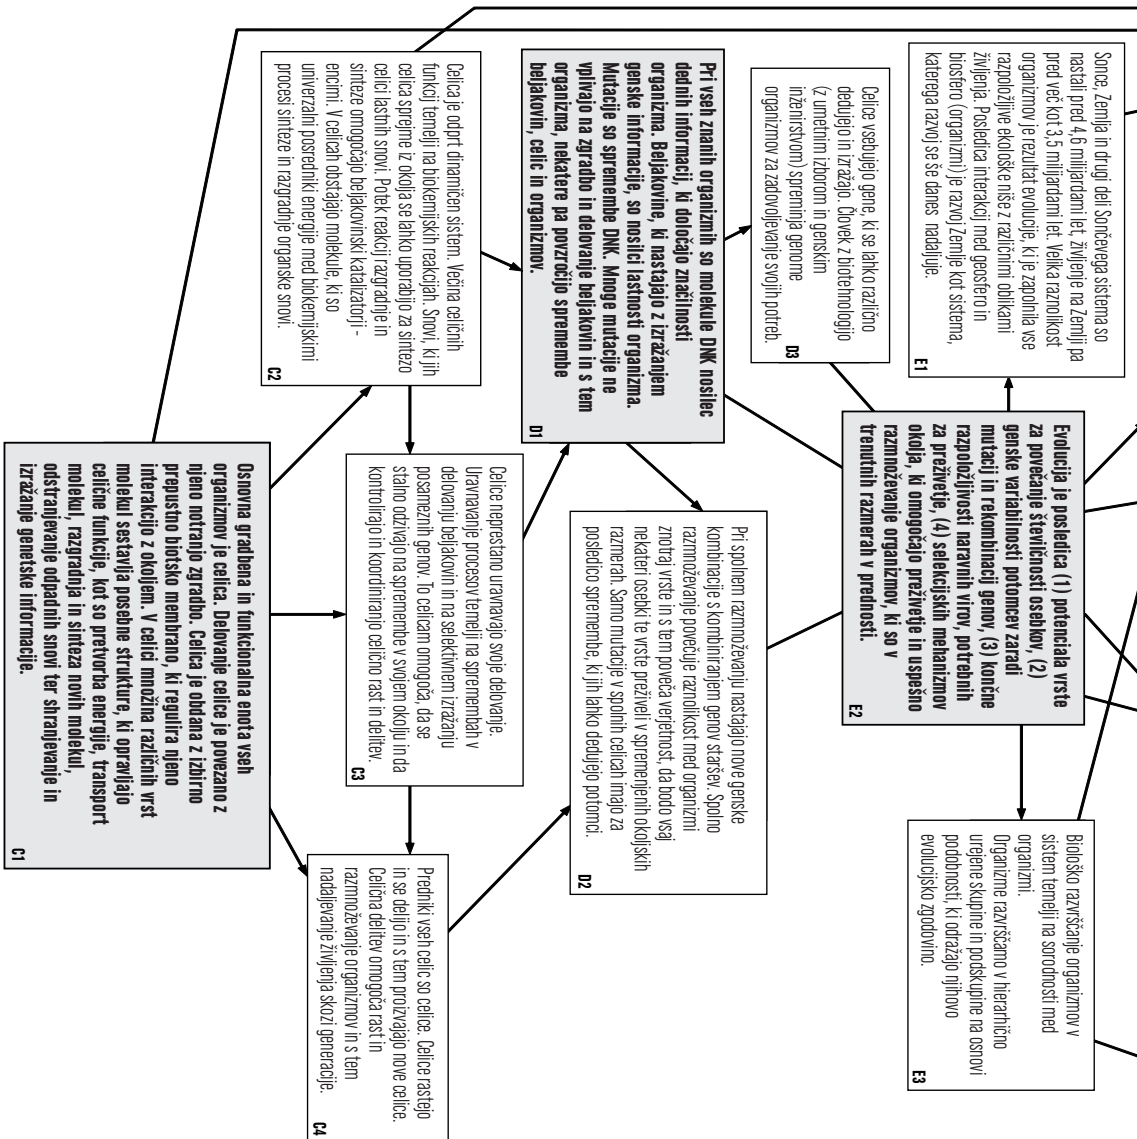 Sonce, Zemlja in drugi deli Sončevega sistema so
nastali pred 4,6 milijardami let, življenje na Zemlji pa
pred več kot 3,5 milijardami let. Velika raznolikost
organizmov je rezultat evolucije, ki je zapolnila vse
razpoložljive ekološke niše z različnimi oblikami
življenja. Posledica interakcij med geosfero in
biosfero (organizmi) je razvoj Zemlje kot sistema,
katerega razvoj se še danes nadaljuje.
E1
Evolucija je posledica (1) potenciala vrste
za povečanje številčnosti osebkov, (2)
genske variabilnosti potomcev zaradi
mutacij in rekombinacij genov, (3) končne
razpoložljivosti naravnih virov, potrebnih
za preživetje, (4) selekcijskih mehanizmov
okolja, ki omogočajo preživetje in uspešno
razmnoževanje organizmov, ki so v
trenutnih razmerah v prednosti.
E2
Biološko razvrščanje organizmov v
sistem temelji na sorodnosti med
organizmi.
Organizme razvrščamo v hierarhično
urejene skupine in podskupine na osnovi
podobnosti, ki odražajo njihovo
evolucijsko zgodovino.
E3
Celice vsebujejo gene, ki se lahko različno
dedujejo in izražajo. Človek z biotehnologijo
(z umetnim izborom in genskim
inženirstvom) spreminja genome
organizmov za zadovoljevanje svojih potreb.
D3
Pri vseh znanih organizmih so molekule DNK nosilec
dednih informacij, ki določajo značilnosti
organizma. Beljakovine, ki nastajajo z izražanjem
genske informacije, so nosilci lastnosti organizma.
Mutacije so spremembe DNK. Mnoge mutacije ne
vplivajo na zgradbo in delovanje beljakovin in s tem
organizma, nekatere pa povzročijo spremembe
beljakovin, celic in organizmov.
D1
Pri spolnem razmnoževanju nastajajo nove genske
kombinacije s kombiniranjem genov staršev. Spolno
razmnoževanje povečuje raznolikost med organizmi
znotraj vrste in s tem poveča verjetnost, da bodo vsaj
nekateri osebki te vrste preživeli v spremenjenih okoljskih
razmerah. Samo mutacije v spolnih celicah imajo za
posledico spremembe, ki jih lahko dedujejo potomci.
D2
Celica je odprt dinamičen sistem. Večina celičnih
funkcij temelji na biokemijskih reakcijah. Snovi, ki jih
celica sprejme iz okolja se lahko uporabijo za sintezo
celici lastnih snovi. Potek reakcij razgradnje in
sinteze omogočajo beljakovinski katalizatorji -
encimi. V celicah obstajajo molekule, ki so
univerzalni posredniki energije med biokemijskimi
procesi sinteze in razgradnje organske snovi.
C2
Celice neprestano uravnavajo svoje delovanje.
Uravnavanje procesov temelji na spremembah v
delovanju beljakovin in na selektivnem izražanju
posameznih genov. To celicam omogoča, da se
stalno odzivajo na spremembe v svojem okolju in da
kontrolirajo in koordinirajo celično rast in delitev.
C3
Predniki vseh celic so celice. Celice rastejo
in se delijo in s tem proizvajajo nove celice.
Celična delitev omogoča rast in
razmnoževanje organizmov in s tem
nadaljevanje življenja skozi generacije.
C4
Osnovna gradbena in funkcionalna enota vseh
organizmov je celica. Delovanje celice je povezano z
njeno notranjo zgradbo. Celica je obdana z izbirno
prepustno biotsko membrano, ki regulira njeno
interakcijo z okoljem. V celici množina različnih vrst
molekul sestavlja posebne strukture, ki opravljajo
celične funkcije, kot so pretvorba energije, transport
molekul, razgradnja in sinteza novih molekul,
odstranjevanje odpadnih snovi ter shranjevanje in
izražanje genetske informacije.
C1